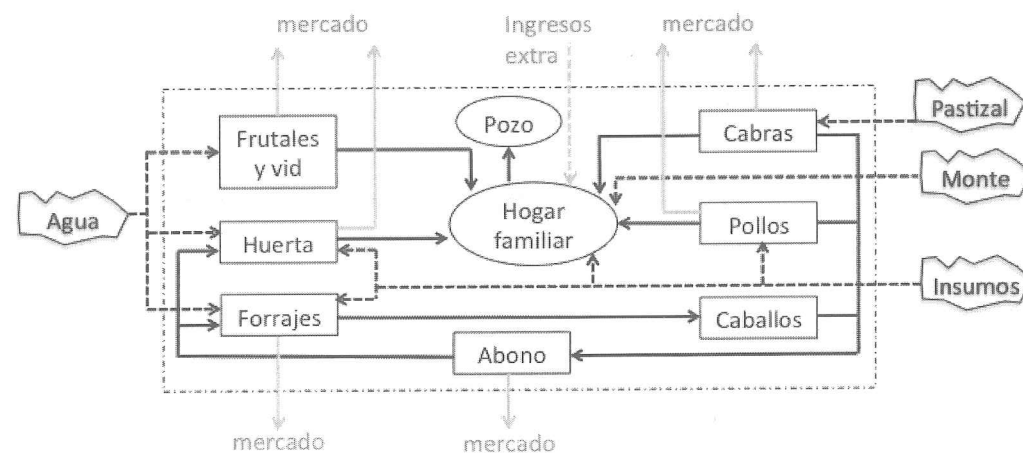 mercado
Ingresos
extra
mercado
Frutales
y vid
Pozo
Cabras
Pastizal
Monte
Agua
Huerta
Hogar
familiar
Pollos
Insumos
Forrajes
Caballos
Abono
mercado
mercado